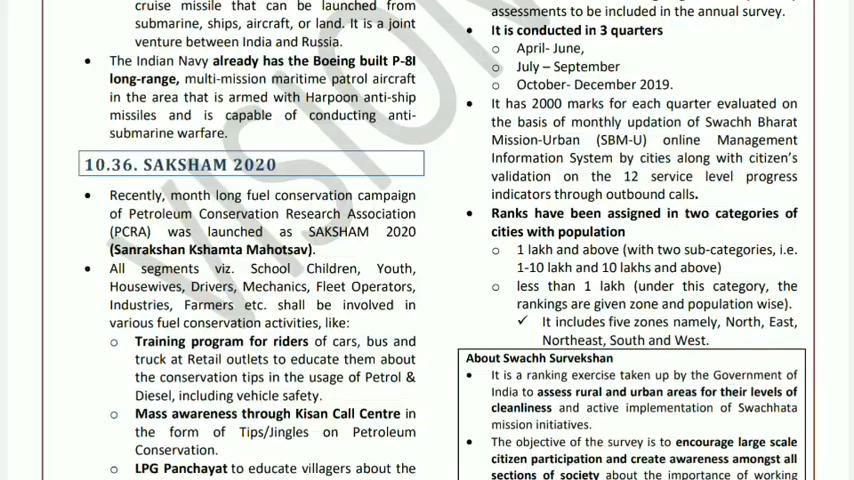 cruise missile that can be launched from
submarine, ships, aircraft, or land. It is a joint
venture between India and Russia.
• The Indian Navy already has the Boeing built P-8I
long-range, multi-mission maritime patrol aircraft
in the area that is armed with Harpoon anti-ship
missiles and is capable of conducting anti-
submarine warfare.
10.36. SAKSHAM 2020
• Recently, month long fuel conservation campaign
of Petroleum Conservation Research Association
(PCRA) was launched as SAKSHAM 2020
(Sanrakshan Kshamta Mahotsav).
• All segments viz. School Children, Youth,
Housewives, Drivers, Mechanics, Fleet Operators,
Industries, Farmers etc. shall be involved in
various fuel conservation activities, like:
o Training program for riders of cars, bus and
truck at Retail outlets to educate them about
the conservation tips in the usage of Petrol &
Diesel, including vehicle safety.
o Mass awareness through Kisan Call Centre in
the form of Tips/Jingles on Petroleum
Conservation.
o LPG Panchayat to educate villagers about the
assessments to be included in the annual survey.
• It is conducted in 3 quarters
o April- June,
o July – September
o October- December 2019.
• It has 2000 marks for each quarter evaluated on
the basis of monthly updation of Swachh Bharat
Mission-Urban (SBM-U) online Management
Information System by cities along with citizen's
validation on the 12 service level progress
indicators through outbound calls.
• Ranks have been assigned in two categories of
cities with population
o 1 lakh and above (with two sub-categories, i.e.
1-10 lakh and 10 lakhs and above)
o less than 1 lakh (under this category, the
rankings are given zone and population wise).
✓ It includes five zones namely, North, East,
Northeast, South and West.
About Swachh Survekshan
• It is a ranking exercise taken up by the Government of
India to assess rural and urban areas for their levels of
cleanliness and active implementation of Swachhata
mission initiatives.
• The objective of the survey is to encourage large scale
citizen participation and create awareness amongst all
sections of society about the importance of working
VISION